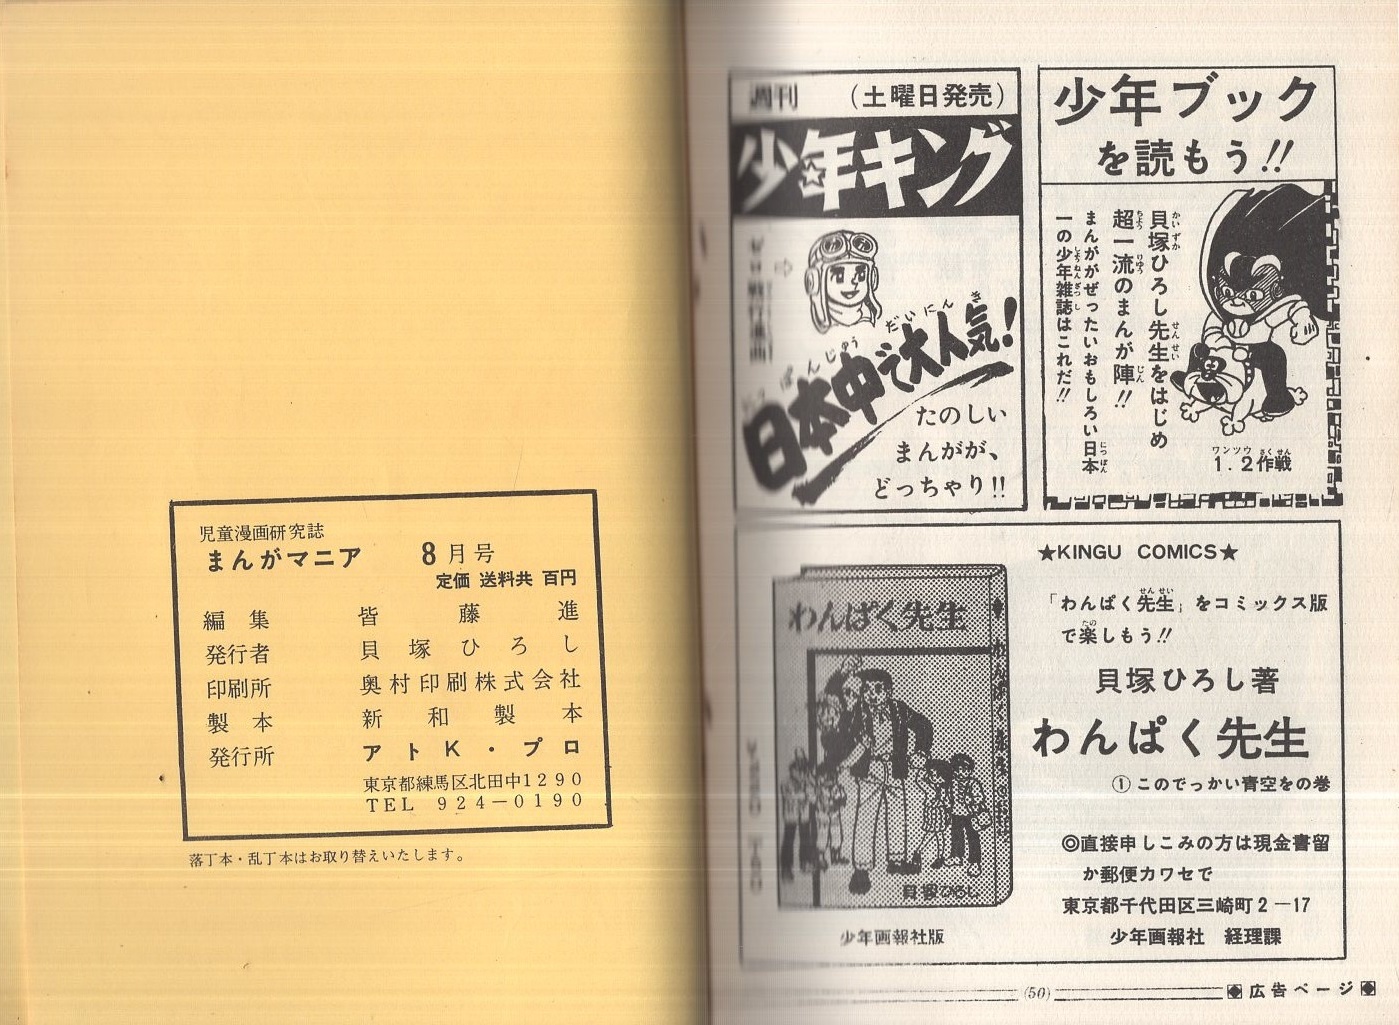 児童漫画研究誌
まんがマニア 8月号
定価 送料共 百円
編集 皆藤進
発行者 貝塚ひろし
印刷所 奥村印刷株式会社
製本 新和製本
発行所 アトK・プロ
東京都練馬区北田中1290
TEL 924-0190
落丁本・乱丁本はお取り替えいたします。
少年ブック
を読もう!!
貝塚ひろし先生をはじめ
超一流のまんが陣!!
まんががぜったいおもしろい日本
一の少年雑誌はこれだ!!
1.2作戦
週刊 (土曜日発売)
少年キング
日本中で大人気!
たのしい
まんがが、
どっちゃり!!
★KINGU COMICS★
「わんぱく先生」をコミックス版
で楽しもう!!
貝塚ひろし著
わんぱく先生
①このでっかい青空をの巻
◎直接申しこみの方は現金書留
か郵便カワセで
東京都千代田区三崎町2-17
少年画報社 経理課
わんぱく先生
貝塚ひろし
少年画報社版
(50)
広告ページ